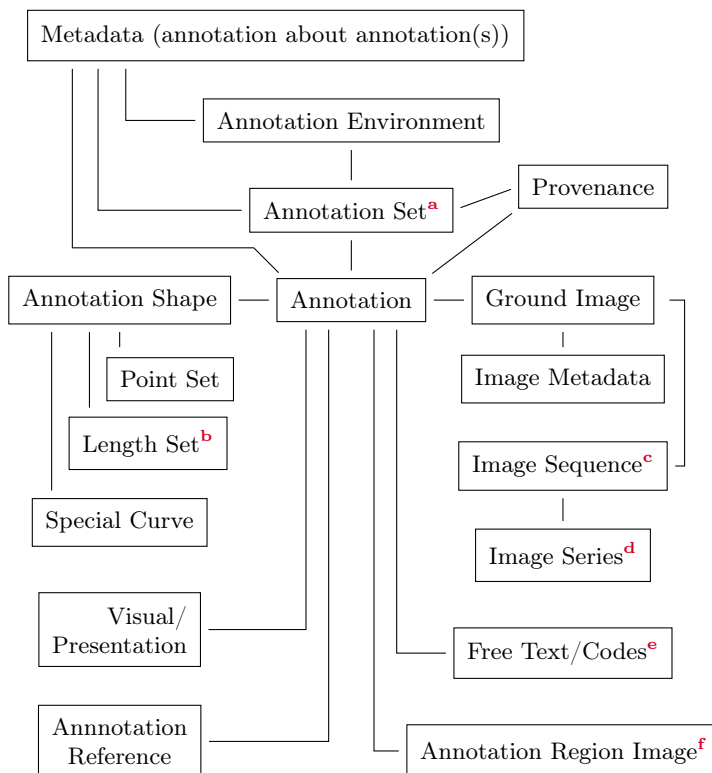 Metadata (annotation about annotation(s))
Annotation Environment
Provenance
Annotation Set^a
Annotation Shape
Annotation
Ground Image
Point Set
Image Metadata
Length Set^b
Image Sequence^c
Special Curve
Image Series^d
Visual/
Presentation
Free Text/Codes^e
Annnotation
Reference
Annotation Region Image^f